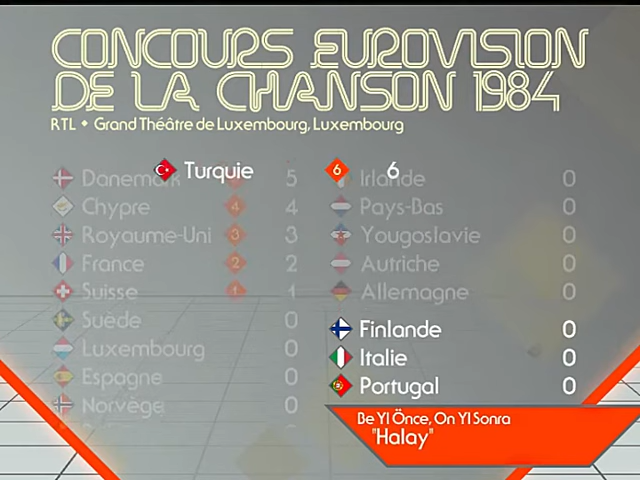 CONCOURS EUROVISION
DE LA CHANSON 1984
RTL • Grand Théâtre de Luxembourg, Luxembourg
Turquie 6 6
Danemark 5
Chypre 4 4
Royaume-Uni 3 3
France 2 2
Suisse 1 1
Suède 0
Luxembourg 0
Espagne 0
Norvège 0
Irlande 0
Pays-Bas 0
Yougoslavie 0
Autriche 0
Allemagne 0
Finlande 0
Italie 0
Portugal 0
Be Yl Önce, On Yl Sonra
"Halay"